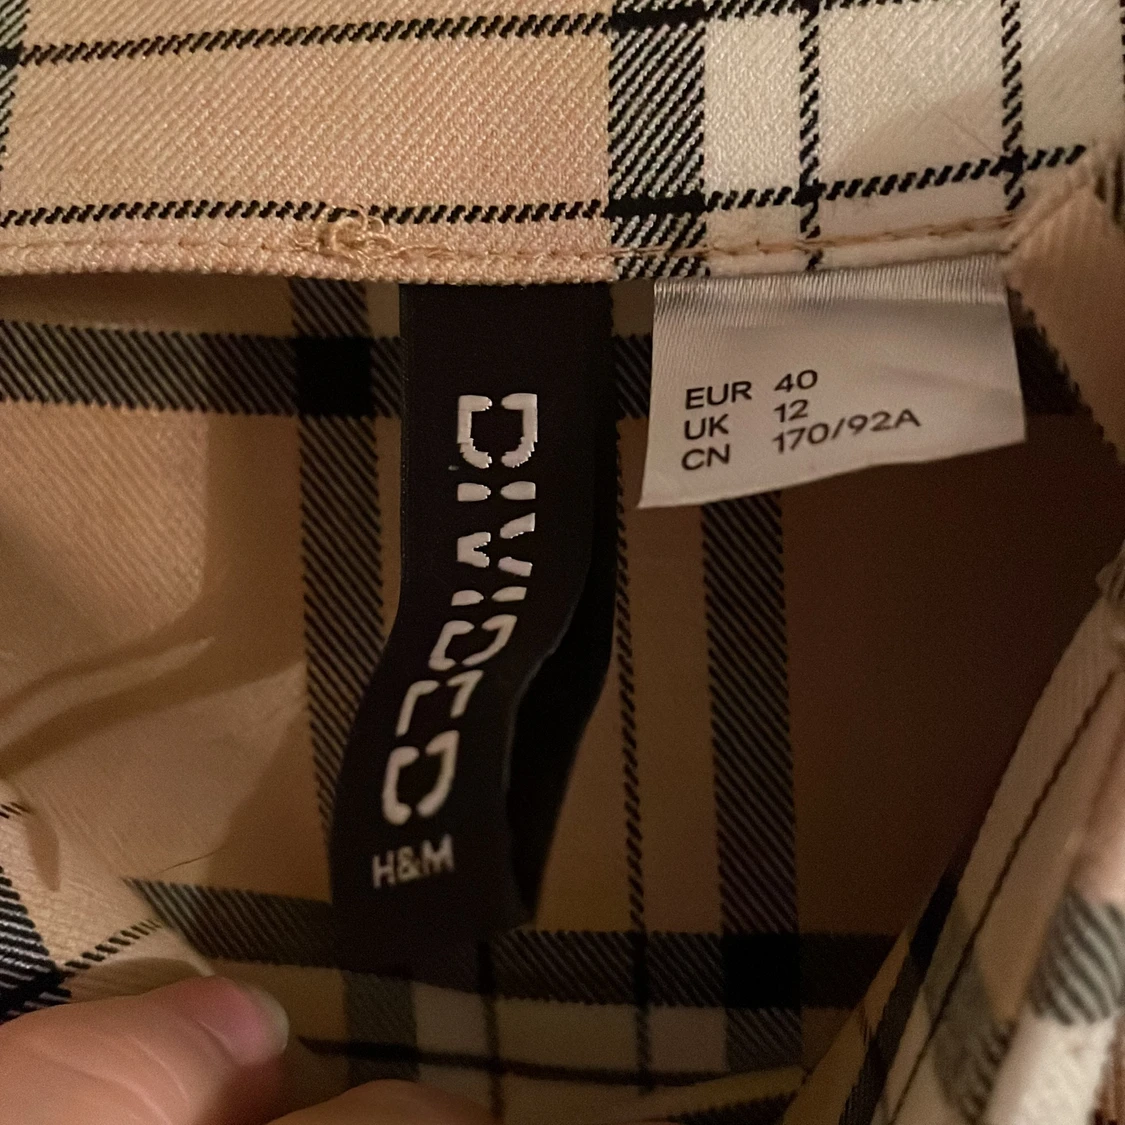 DIVIDED
H&M
EUR 40
UK 12
CN 170/92A